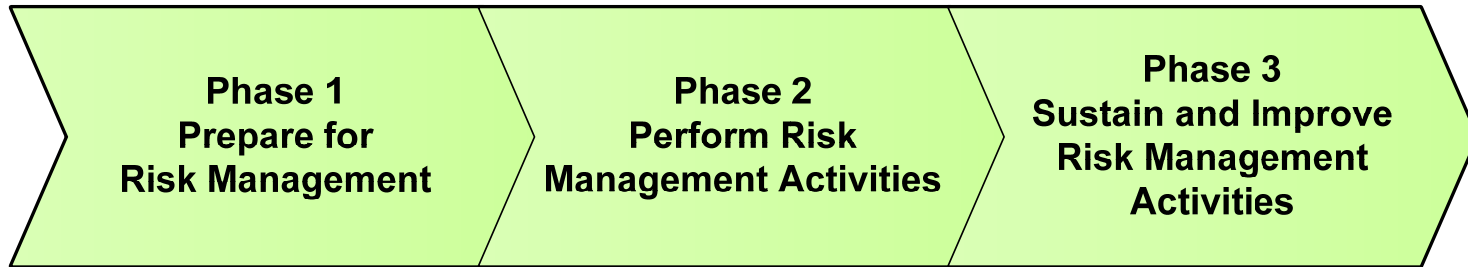 Phase 1
Prepare for
Risk Management
Phase 2
Perform Risk
Management Activities
Phase 3
Sustain and Improve
Risk Management
Activities